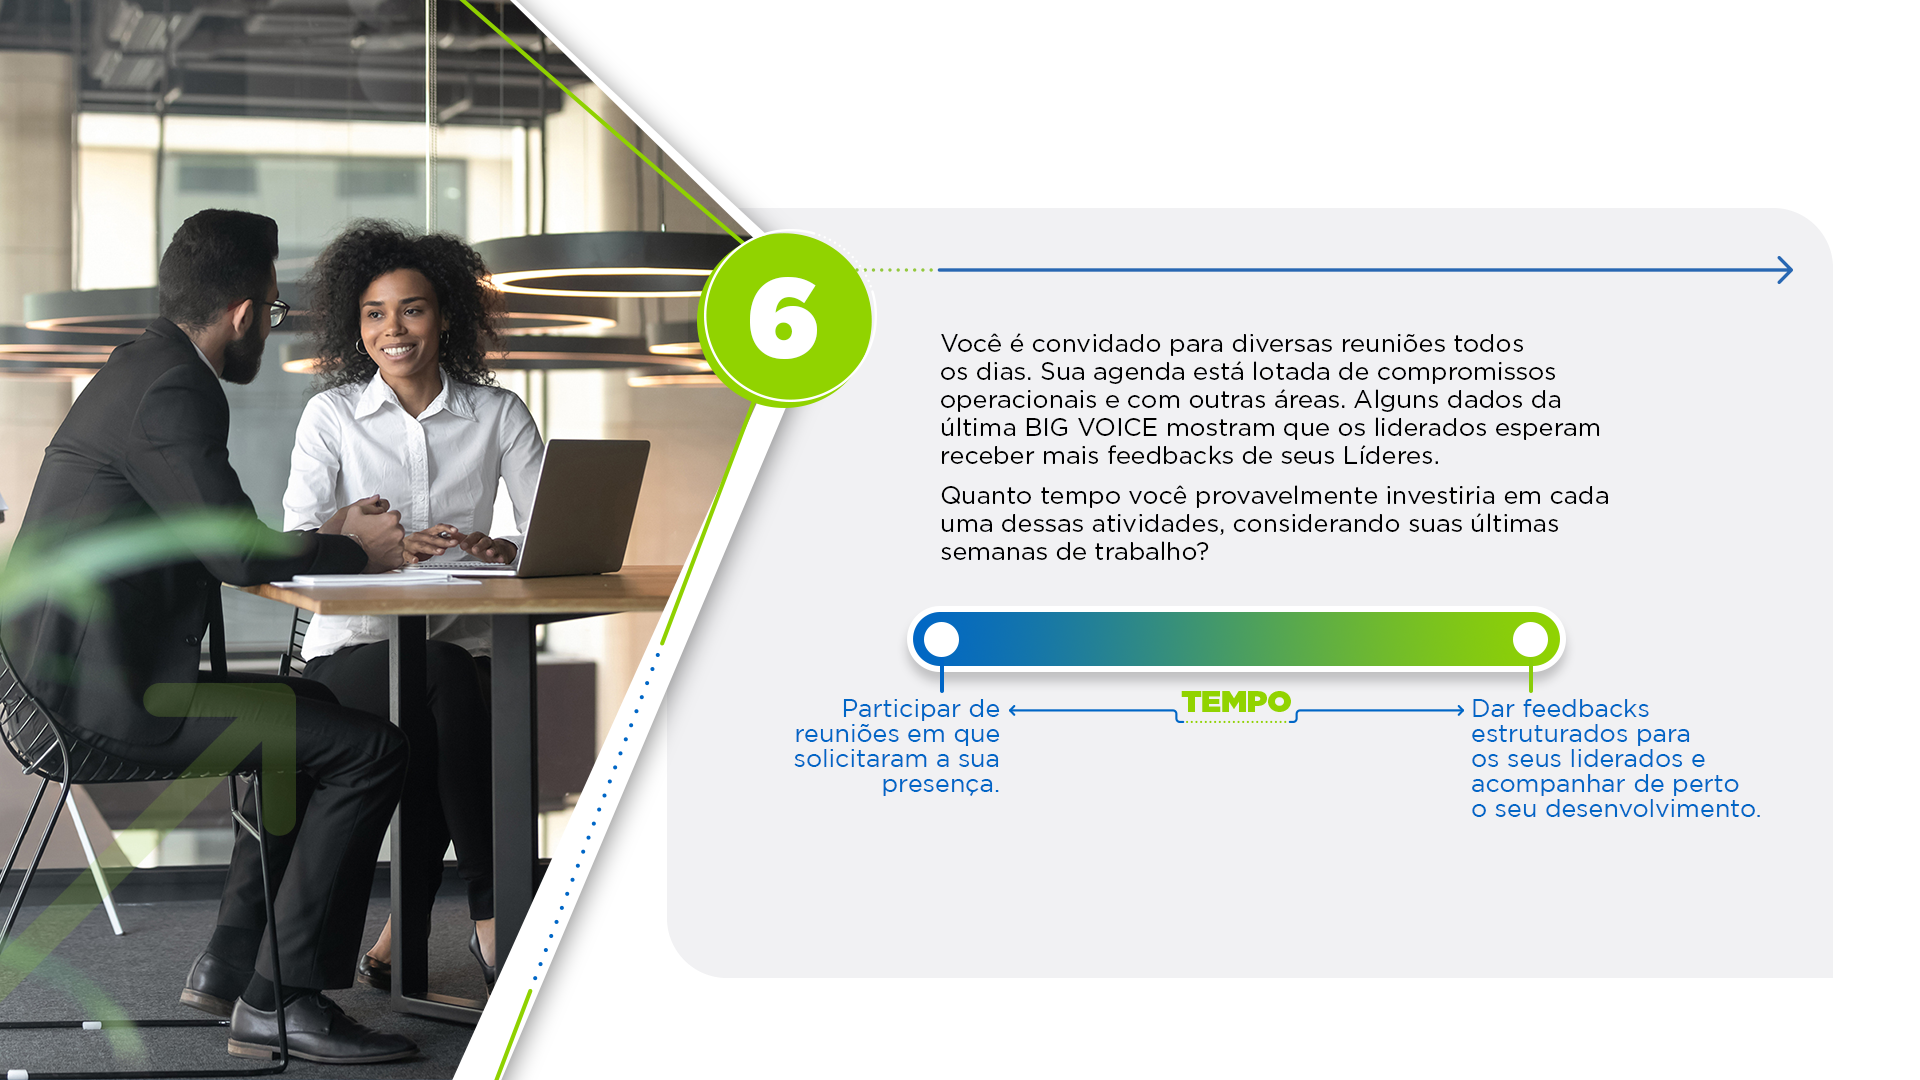 6
Você é convidado para diversas reuniões todos
os dias. Sua agenda está lotada de compromissos
operacionais e com outras áreas. Alguns dados da
última BIG VOICE mostram que os liderados esperam
receber mais feedbacks de seus Líderes.
Quanto tempo você provavelmente investiria em cada
uma dessas atividades, considerando suas últimas
semanas de trabalho?
Participar de
reuniões em que
solicitaram a sua
presença.
TEMPO
Dar feedbacks
estruturados para
os seus liderados e
acompanhar de perto
o seu desenvolvimento.